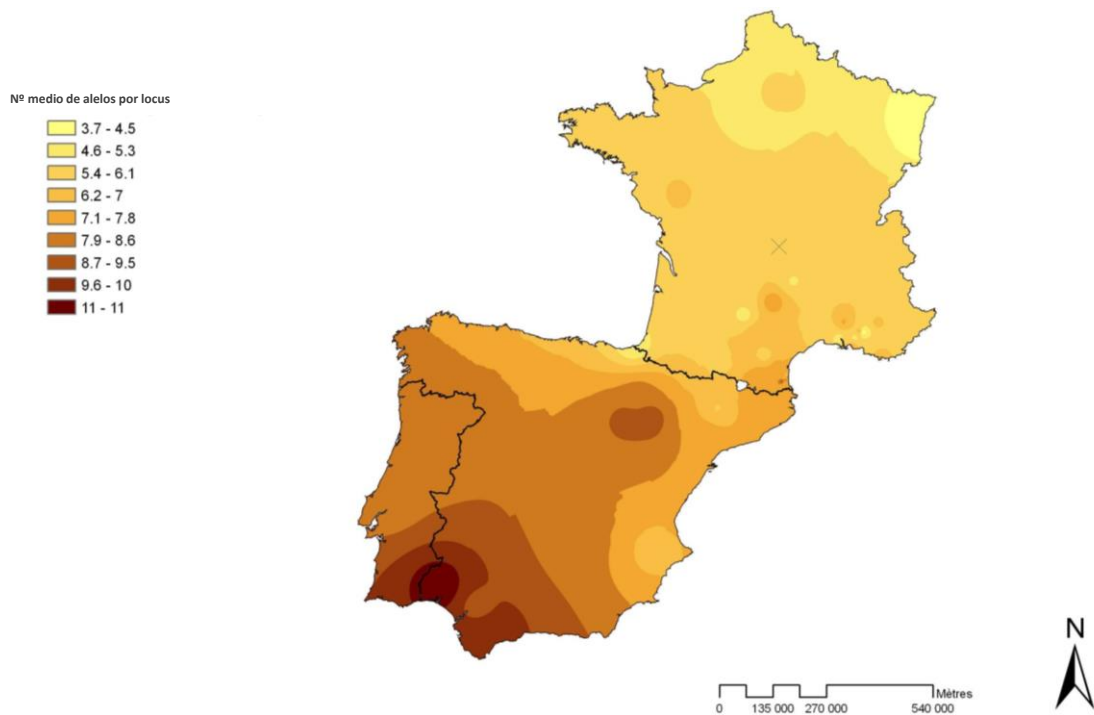 Nº medio de alelos por locus
3.7 - 4.5
4.6 - 5.3
5.4 - 6.1
6.2 - 7
7.1 - 7.8
7.9 - 8.6
8.7 - 9.5
9.6 - 10
11 - 11
N
Mètres
0 135 000 270 000 540 000